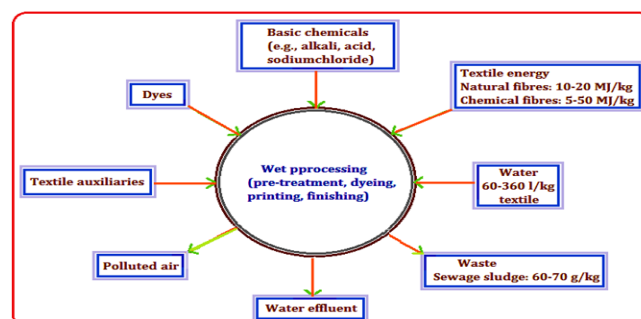 Basic chemicals
(e.g., alkali, acid,
sodiumchloride)
Textile energy
Natural fibres: 10-20 MJ/kg
Chemical fibres: 5-50 MJ/kg
Dyes
Wet pprocessing
(pre-treatment, dyeing,
printing, finishing)
Textile auxiliaries
Water
60-360 l/kg
textile
Polluted air
Waste
Sewage sludge: 60-70 g/kg
Water effluent